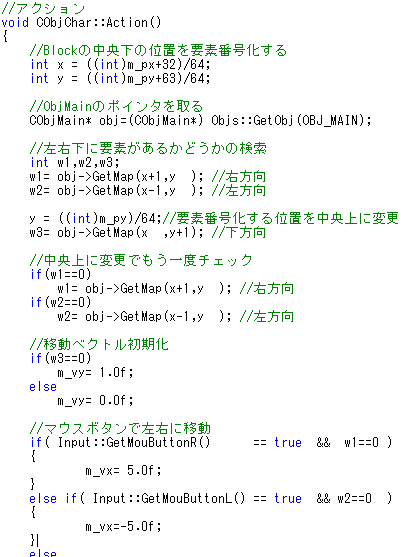 //アクション
void CObjChar::Action()
{
//Blockの中央下の位置を要素番号化する
int x = ((int)m_px+32)/64;
int y = ((int)m_py+63)/64;
//ObjMainのポインタを取る
CObjMain* obj=(CObjMain*) Objs::GetObj(OBJ_MAIN);
//左右下に要素があるかどうかの検索
int w1,w2,w3;
w1= obj->GetMap(x+1,y  ); //右方向
w2= obj->GetMap(x-1,y  ); //左方向
y = ((int)m_py)/64;//要素番号化する位置を中央上に変更
w3= obj->GetMap(x  ,y+1); //下方向
//中央上に変更でもう一度チェック
if(w1==0)
w1= obj->GetMap(x+1,y  ); //右方向
if(w2==0)
w2= obj->GetMap(x-1,y  ); //左方向
//移動ベクトル初期化
if(w3==0)
m_vy= 1.0f;
else
m_vy= 0.0f;
//マウスボタンで左右に移動
if( Input::GetMouButtonR()      == true  &&  w1==0 )
{
m_vx= 5.0f;
}
else if( Input::GetMouButtonL() == true  && w2==0  )
{
m_vx=-5.0f;
}
else